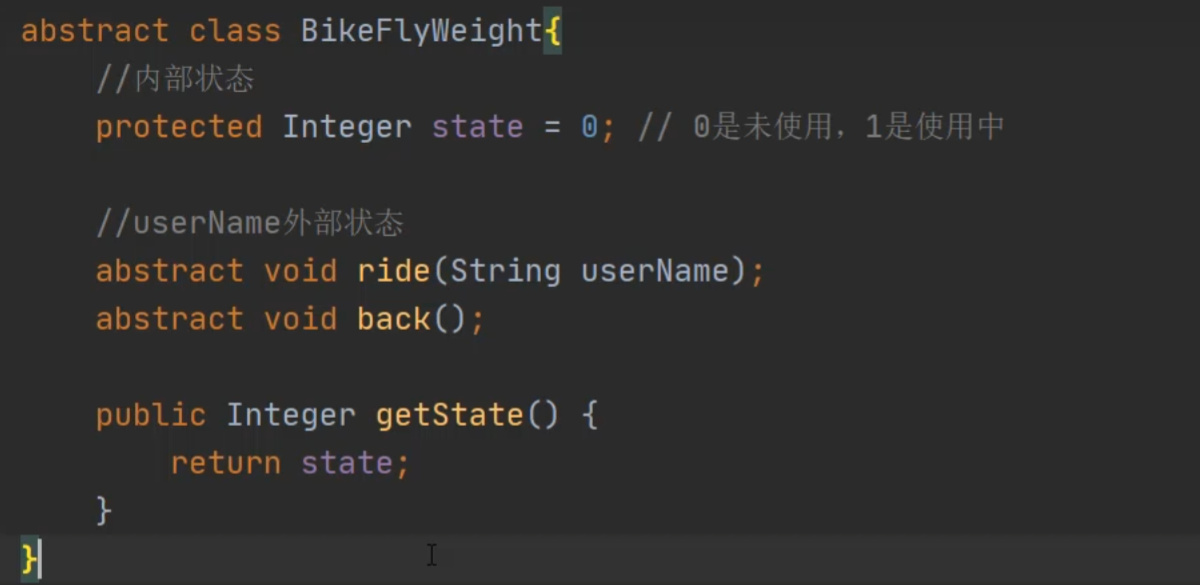 abstract class BikeFlyWeight{
    //内部状态
    protected Integer state = 0; // 0是未使用，1是使用中
    //userName外部状态
    abstract void ride(String userName);
    abstract void back();
    public Integer getState() {
        return state;
    }
}